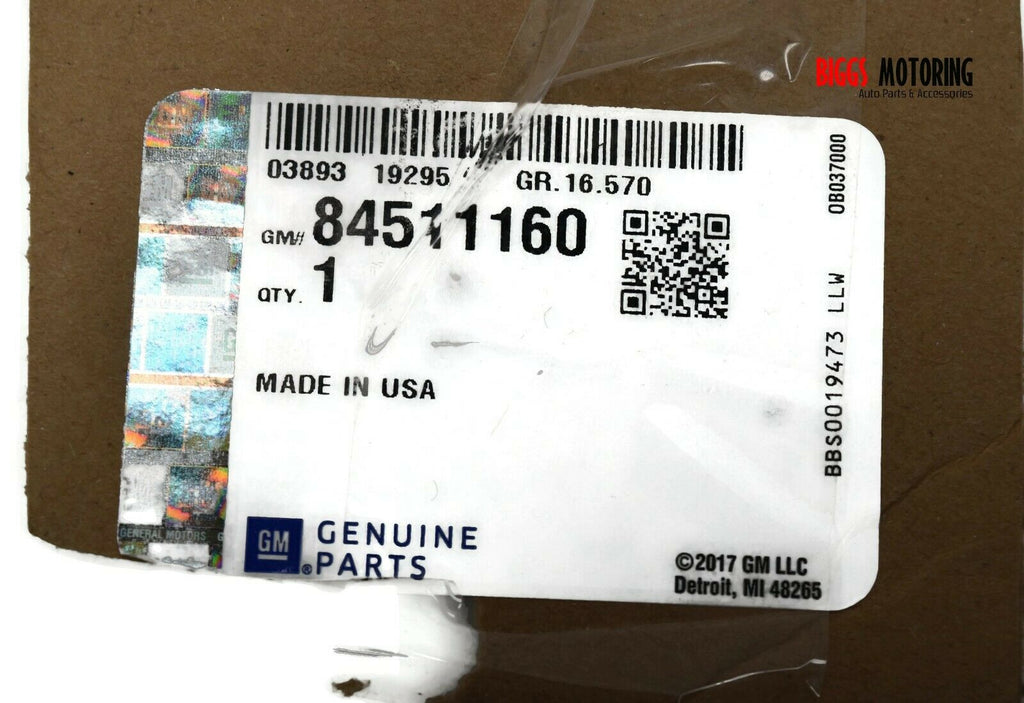 BIGGS MOTORING
Auto Parts & Accessories
03893 19295 GR.16.570
GM# 84511160
QTY. 1
MADE IN USA
GM GENUINE
®PARTS
©2017 GM LLC
Detroit, MI 48265
0B037000
BBS0019473 LLW
GENERAL MOTORS